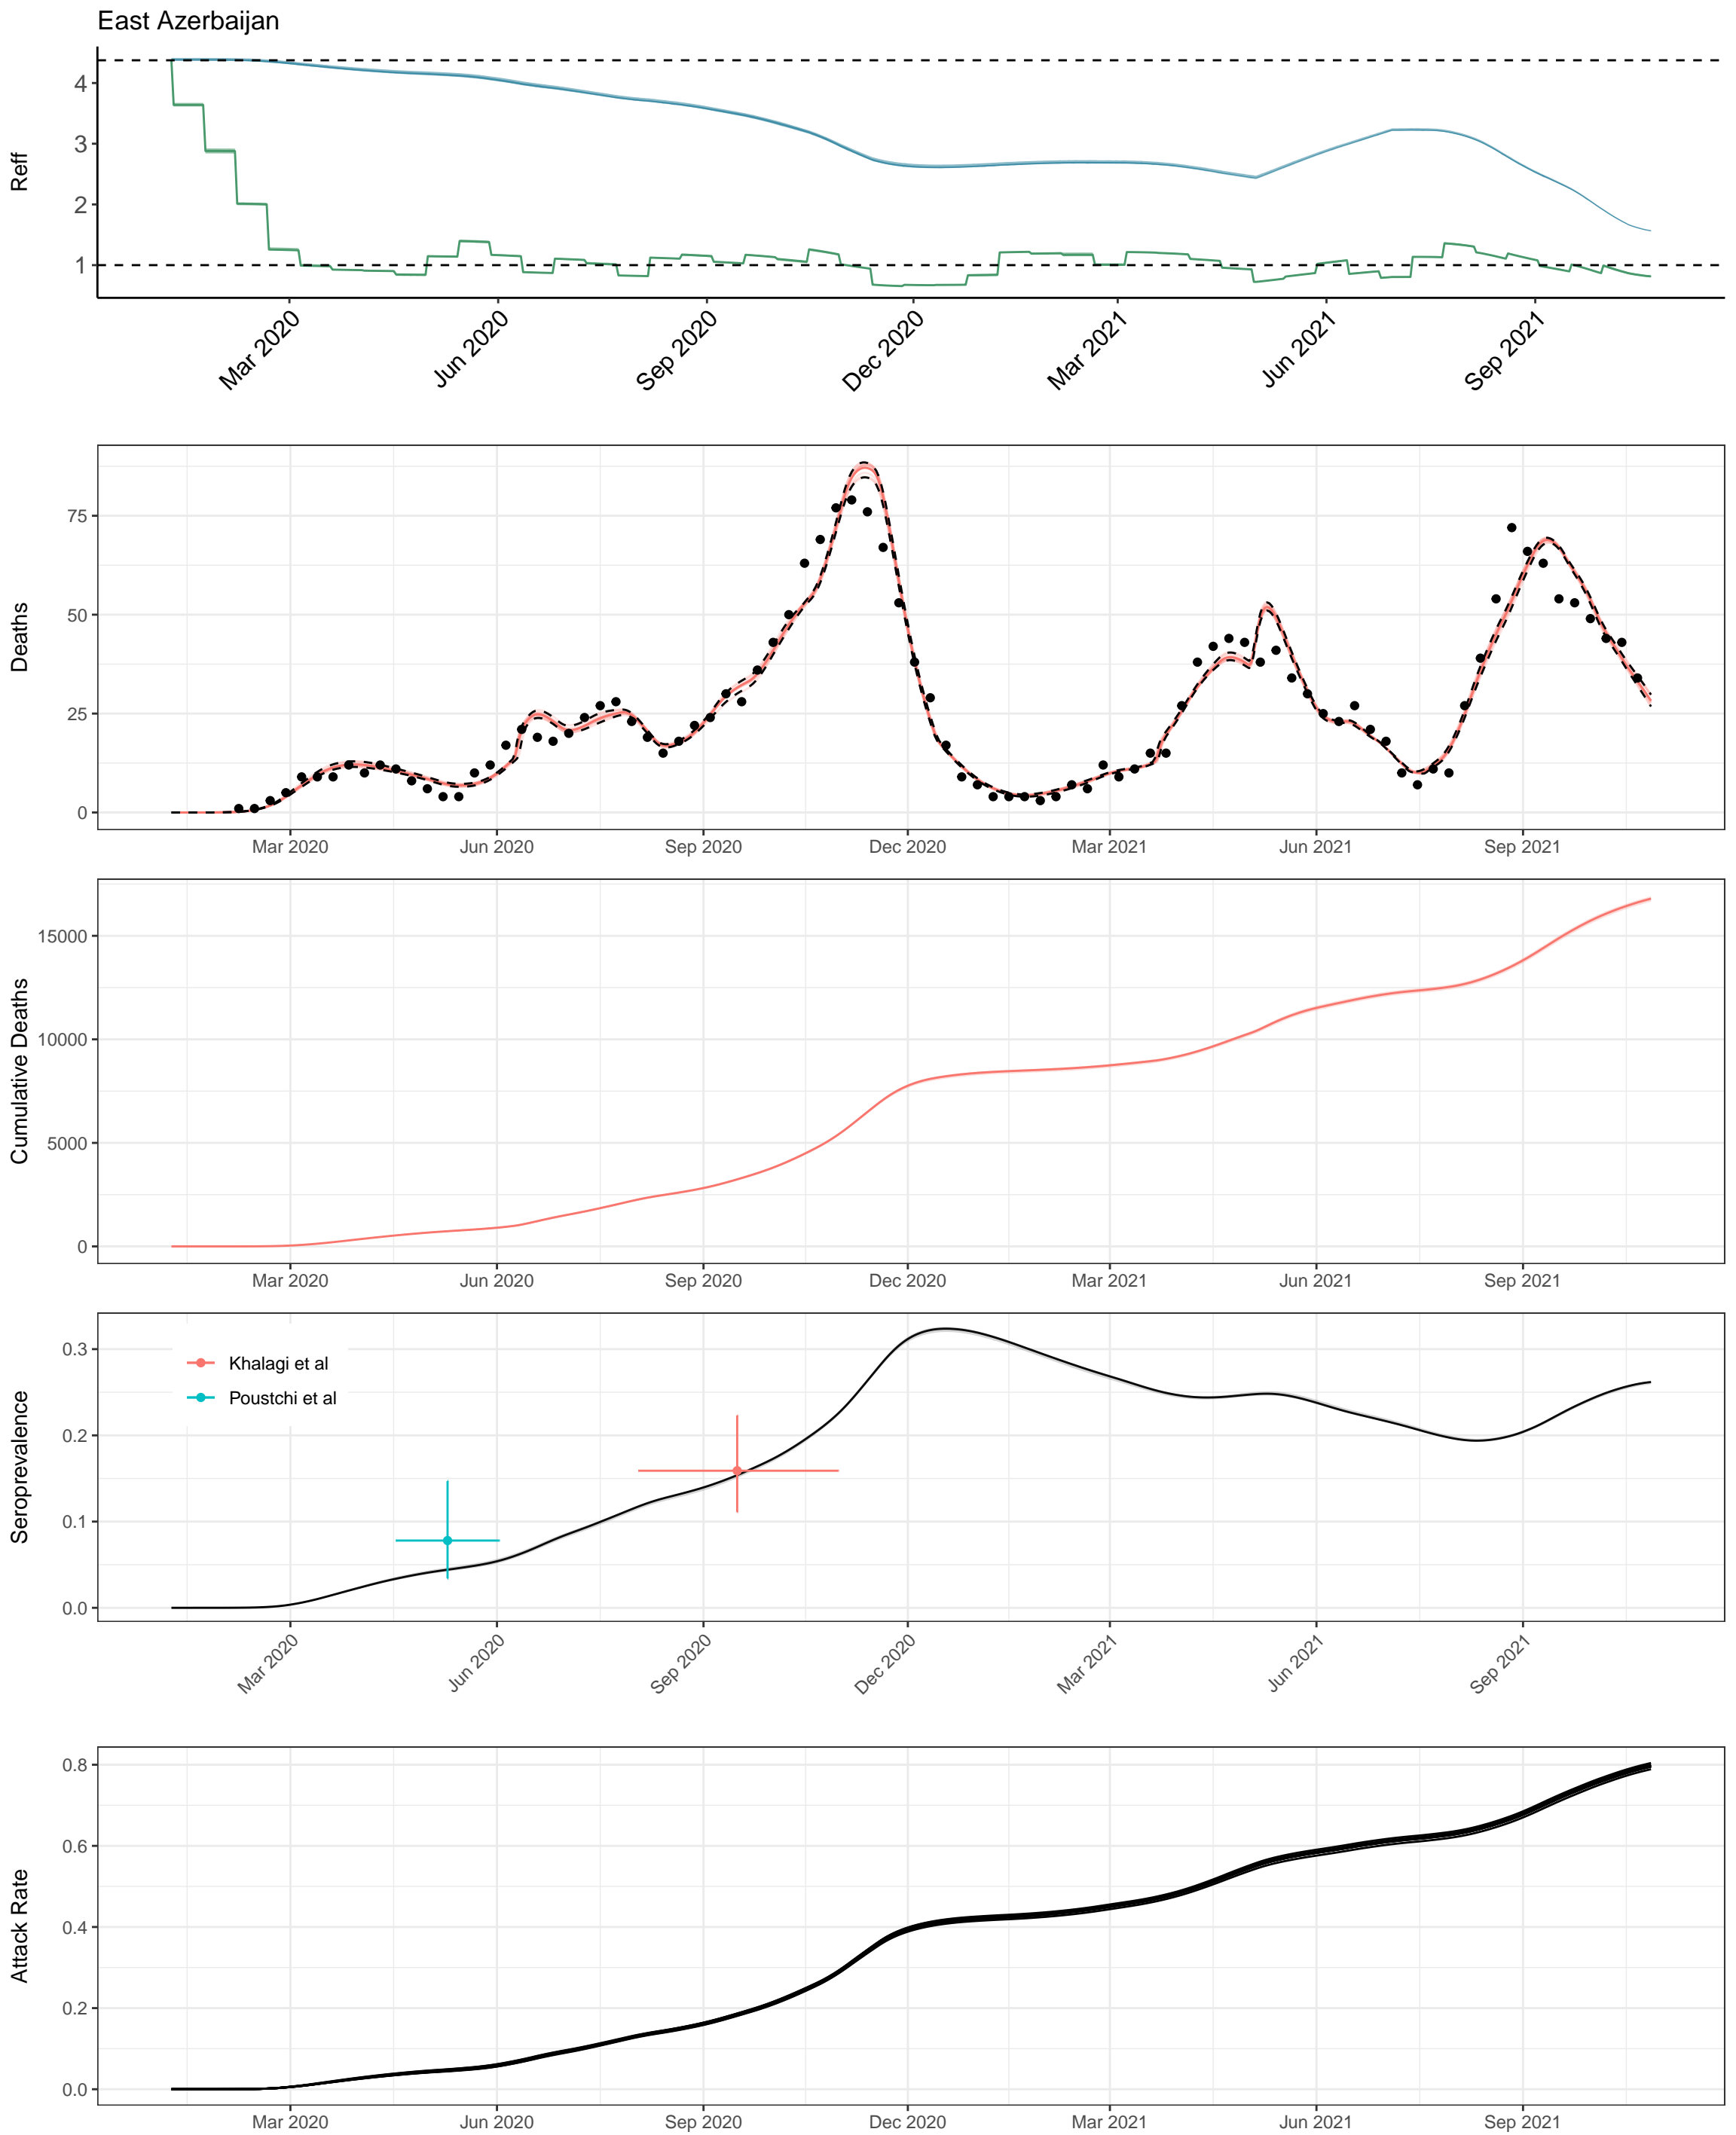 East Azerbaijan
Reff
4
3
2
1
Mar 2020
Jun 2020
Sep 2020
Dec 2020
Mar 2021
Jun 2021
Sep 2021
Deaths
75
50
25
0
Mar 2020
Jun 2020
Sep 2020
Dec 2020
Mar 2021
Jun 2021
Sep 2021
Cumulative Deaths
15000
10000
5000
0
Mar 2020
Jun 2020
Sep 2020
Dec 2020
Mar 2021
Jun 2021
Sep 2021
Seroprevalence
0.3
0.2
0.1
0.0
Khalagi et al
Poustchi et al
Mar 2020
Jun 2020
Sep 2020
Dec 2020
Mar 2021
Jun 2021
Sep 2021
Attack Rate
0.8
0.6
0.4
0.2
0.0
Mar 2020
Jun 2020
Sep 2020
Dec 2020
Mar 2021
Jun 2021
Sep 2021